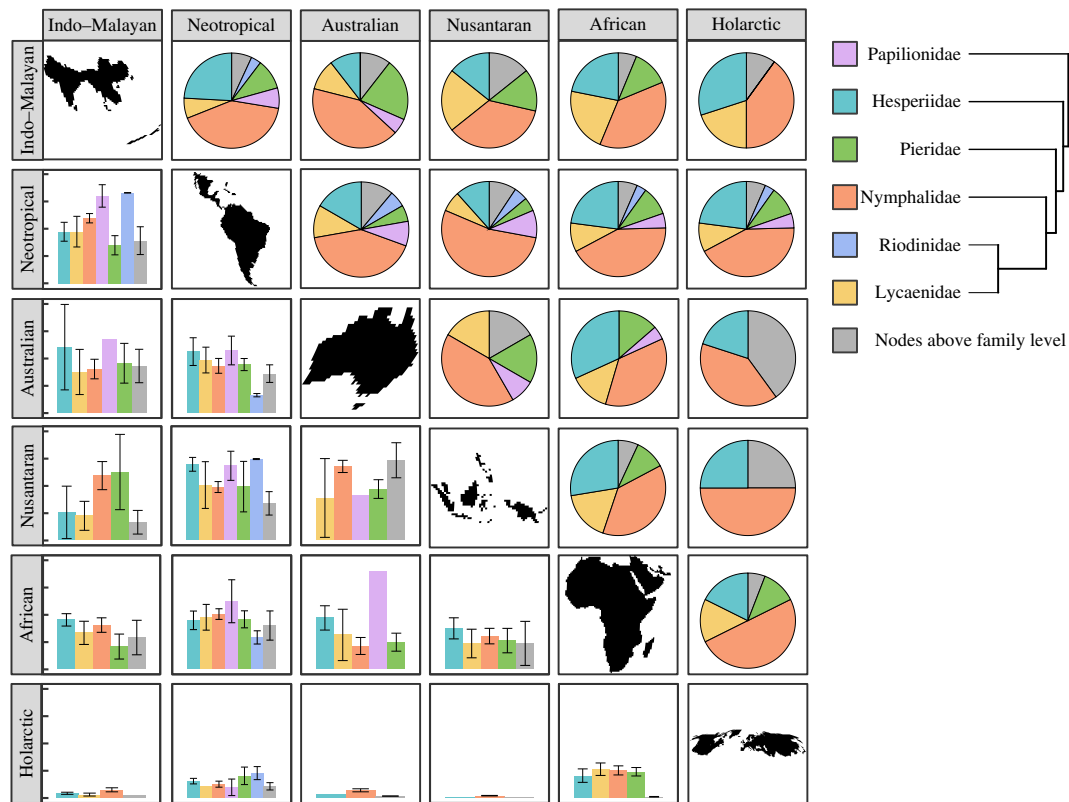 Indo–Malayan
Neotropical
Australian
Nusantaran
African
Holarctic
Indo–Malayan
Neotropical
Australian
Nusantaran
African
Holarctic
Papilionidae
Hesperiidae
Pieridae
Nymphalidae
Riodinidae
Lycaenidae
Nodes above family level